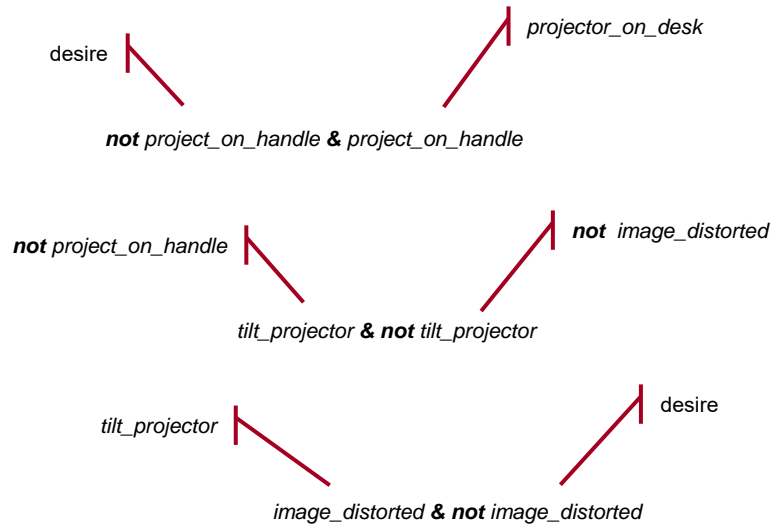 projector_on_desk
desire
not project_on_handle & project_on_handle
not project_on_handle
not image_distorted
tilt_projector & not tilt_projector
desire
tilt_projector
image_distorted & not image_distorted